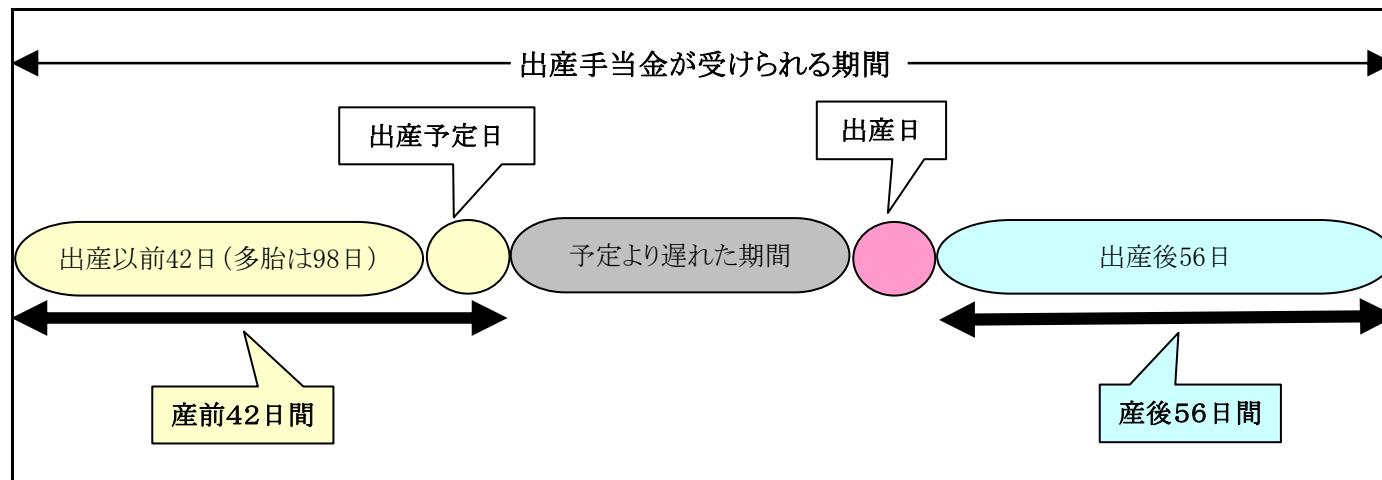 出産手当金が受けられる期間
出産予定日
出産日
出産以前42日(多胎は98日)
予定より遅れた期間
出産後56日
産前42日間
産後56日間